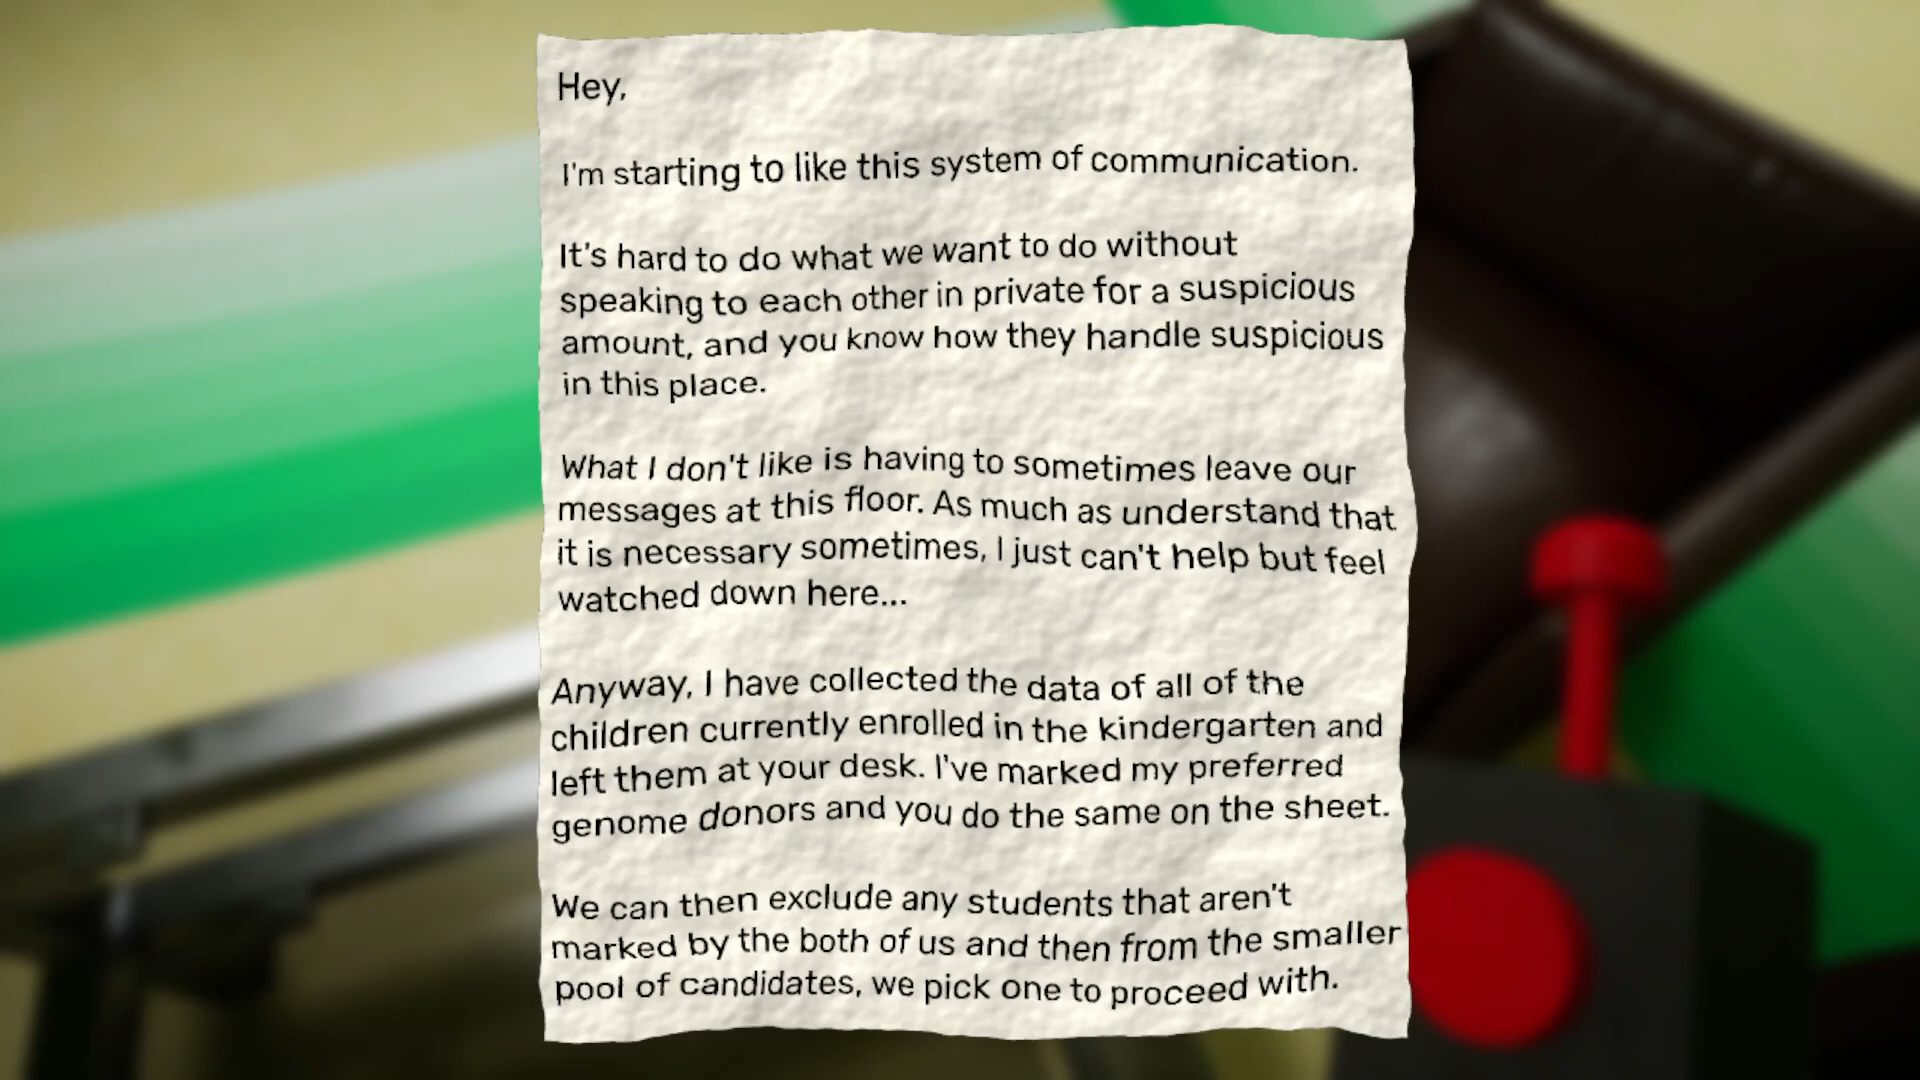 Hey,
I'm starting to like this system of communication.
It's hard to do what we want to do without
speaking to each other in private for a suspicious
amount, and you know how they handle suspicious
in this place.
What I don't like is having to sometimes leave our
messages at this floor. As much as understand that
it is necessary sometimes, I just can't help but feel
watched down here...
Anyway, I have collected the data of all of the
children currently enrolled in the kindergarten and
left them at your desk. I've marked my preferred
genome donors and you do the same on the sheet.
We can then exclude any students that aren't
marked by the both of us and then from the smaller
pool of candidates, we pick one to proceed with.